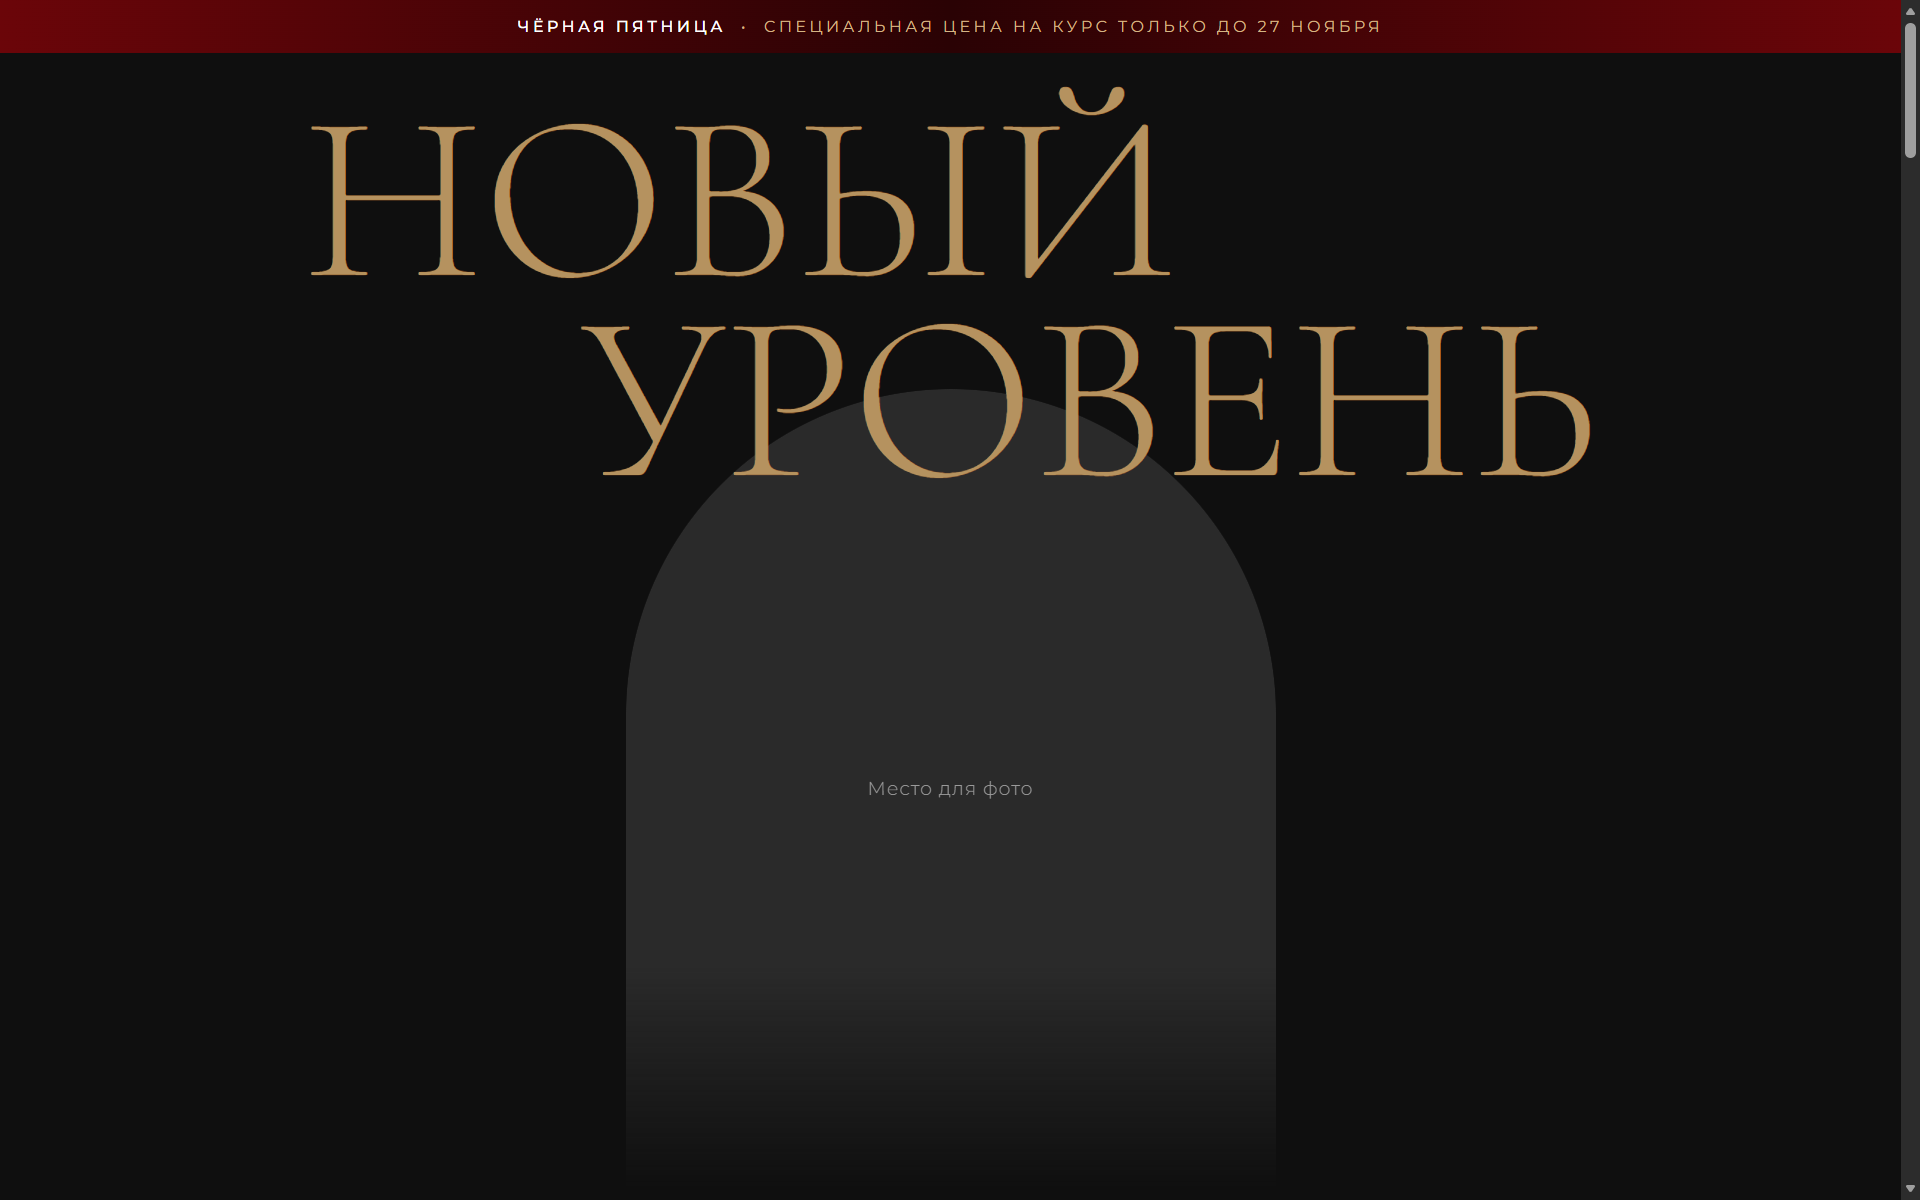 ЧЁРНАЯ ПЯТНИЦА • СПЕЦИАЛЬНАЯ ЦЕНА НА КУРС ТОЛЬКО ДО 27 НОЯБРЯ
НОВЫЙ
УРОВЕНЬ
Место для фото